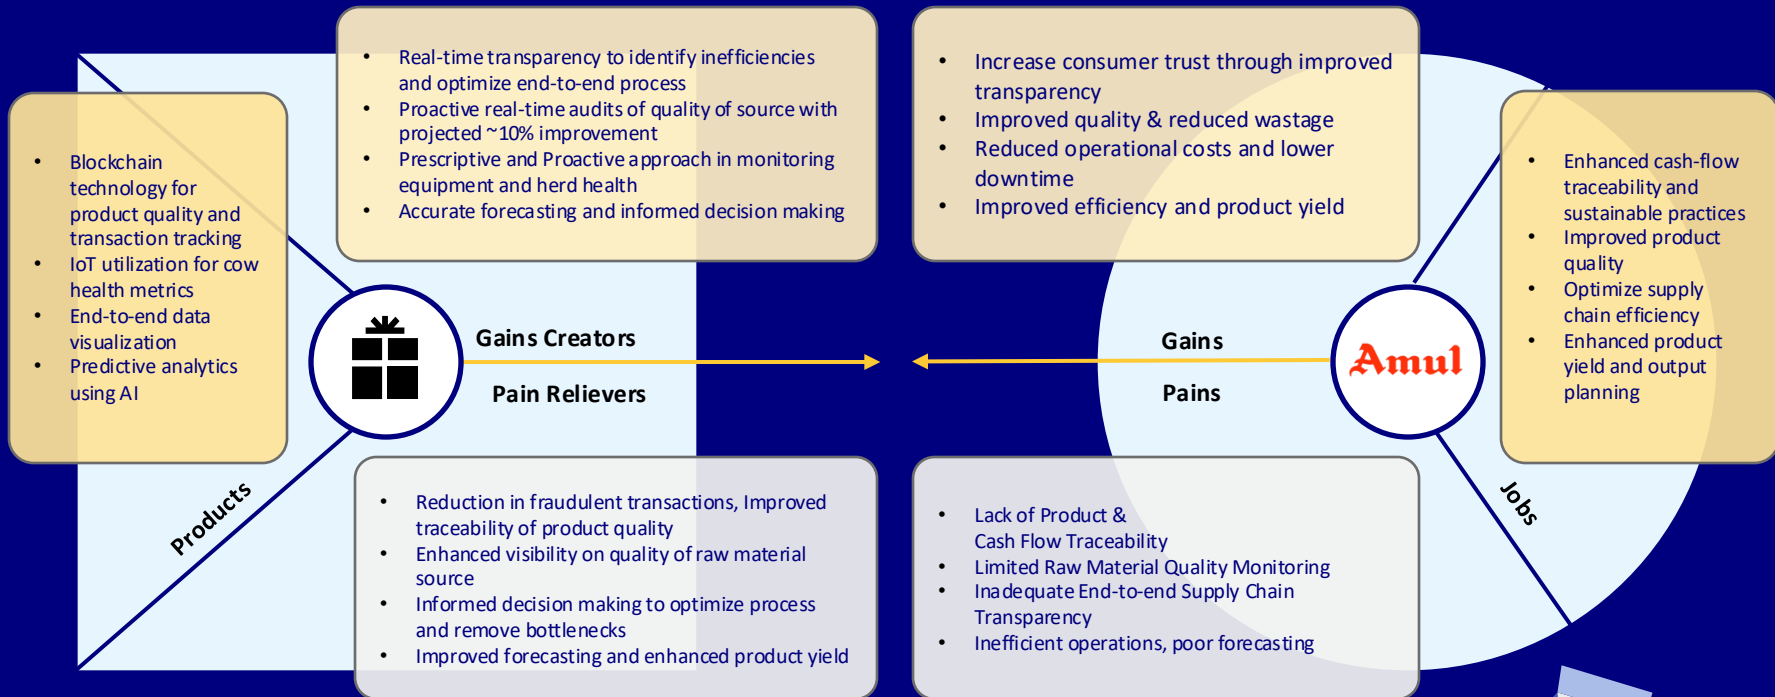 • Real-time transparency to identify inefficiencies
and optimize end-to-end process
• Proactive real-time audits of quality of source with
projected ~10% improvement
• Prescriptive and Proactive approach in monitoring
equipment and herd health
• Accurate forecasting and informed decision making
• Increase consumer trust through improved
transparency
• Improved quality & reduced wastage
• Reduced operational costs and lower
downtime
• Improved efficiency and product yield
• Blockchain
technology for
product quality and
transaction tracking
• IoT utilization for cow
health metrics
• End-to-end data
visualization
• Predictive analytics
using AI
• Enhanced cash-flow
traceability and
sustainable practices
• Improved product
quality
• Optimize supply
chain efficiency
• Enhanced product
yield and output
planning
Gains Creators
Pain Relievers
Gains
Pains
Amul
Products
Jobs
• Reduction in fraudulent transactions, Improved
traceability of product quality
• Enhanced visibility on quality of raw material
source
• Informed decision making to optimize process
and remove bottlenecks
• Improved forecasting and enhanced product yield
• Lack of Product &
Cash Flow Traceability
• Limited Raw Material Quality Monitoring
• Inadequate End-to-end Supply Chain
Transparency
• Inefficient operations, poor forecasting